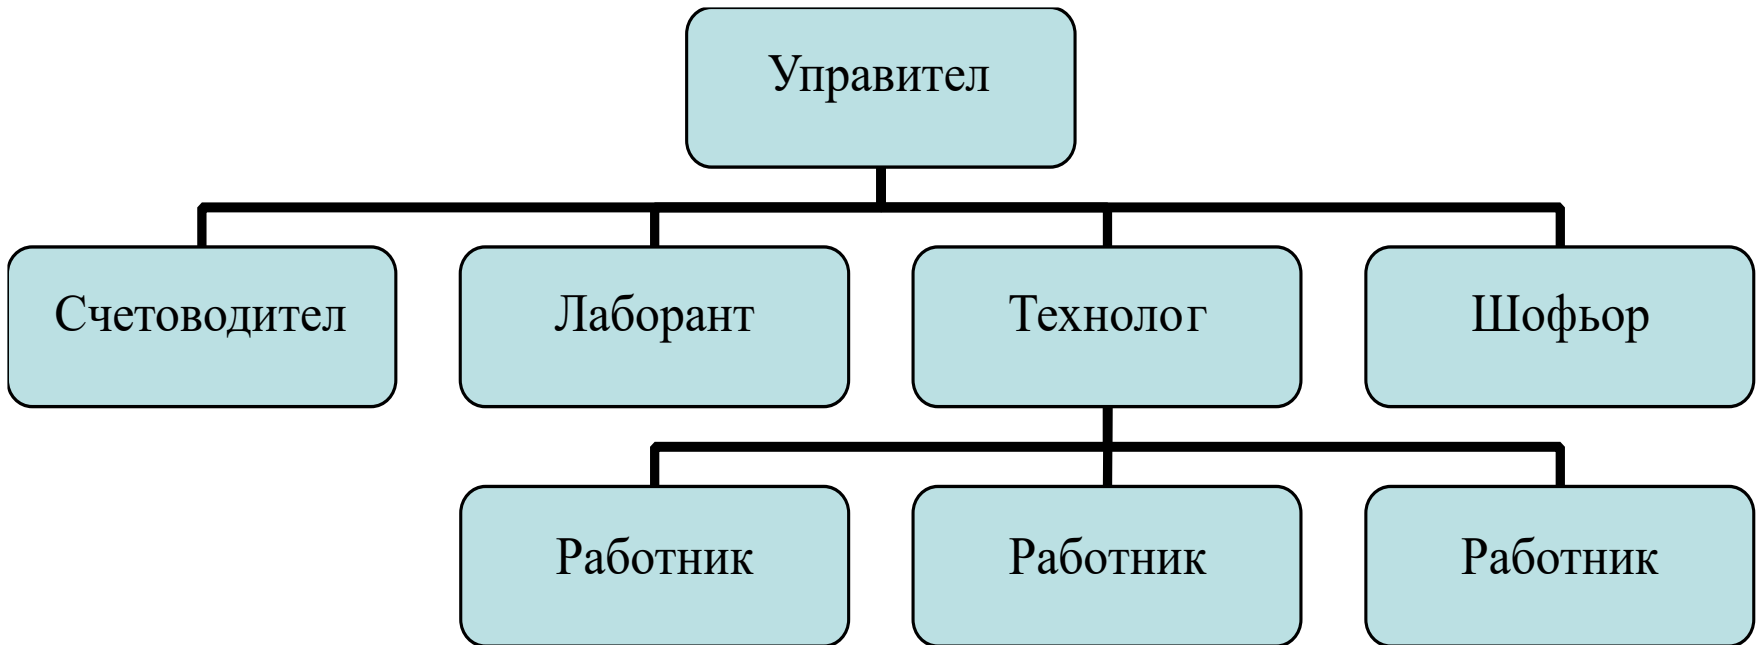 Управител
Счетоводител
Лаборант
Технолог
Шофьор
Работник
Работник
Работник